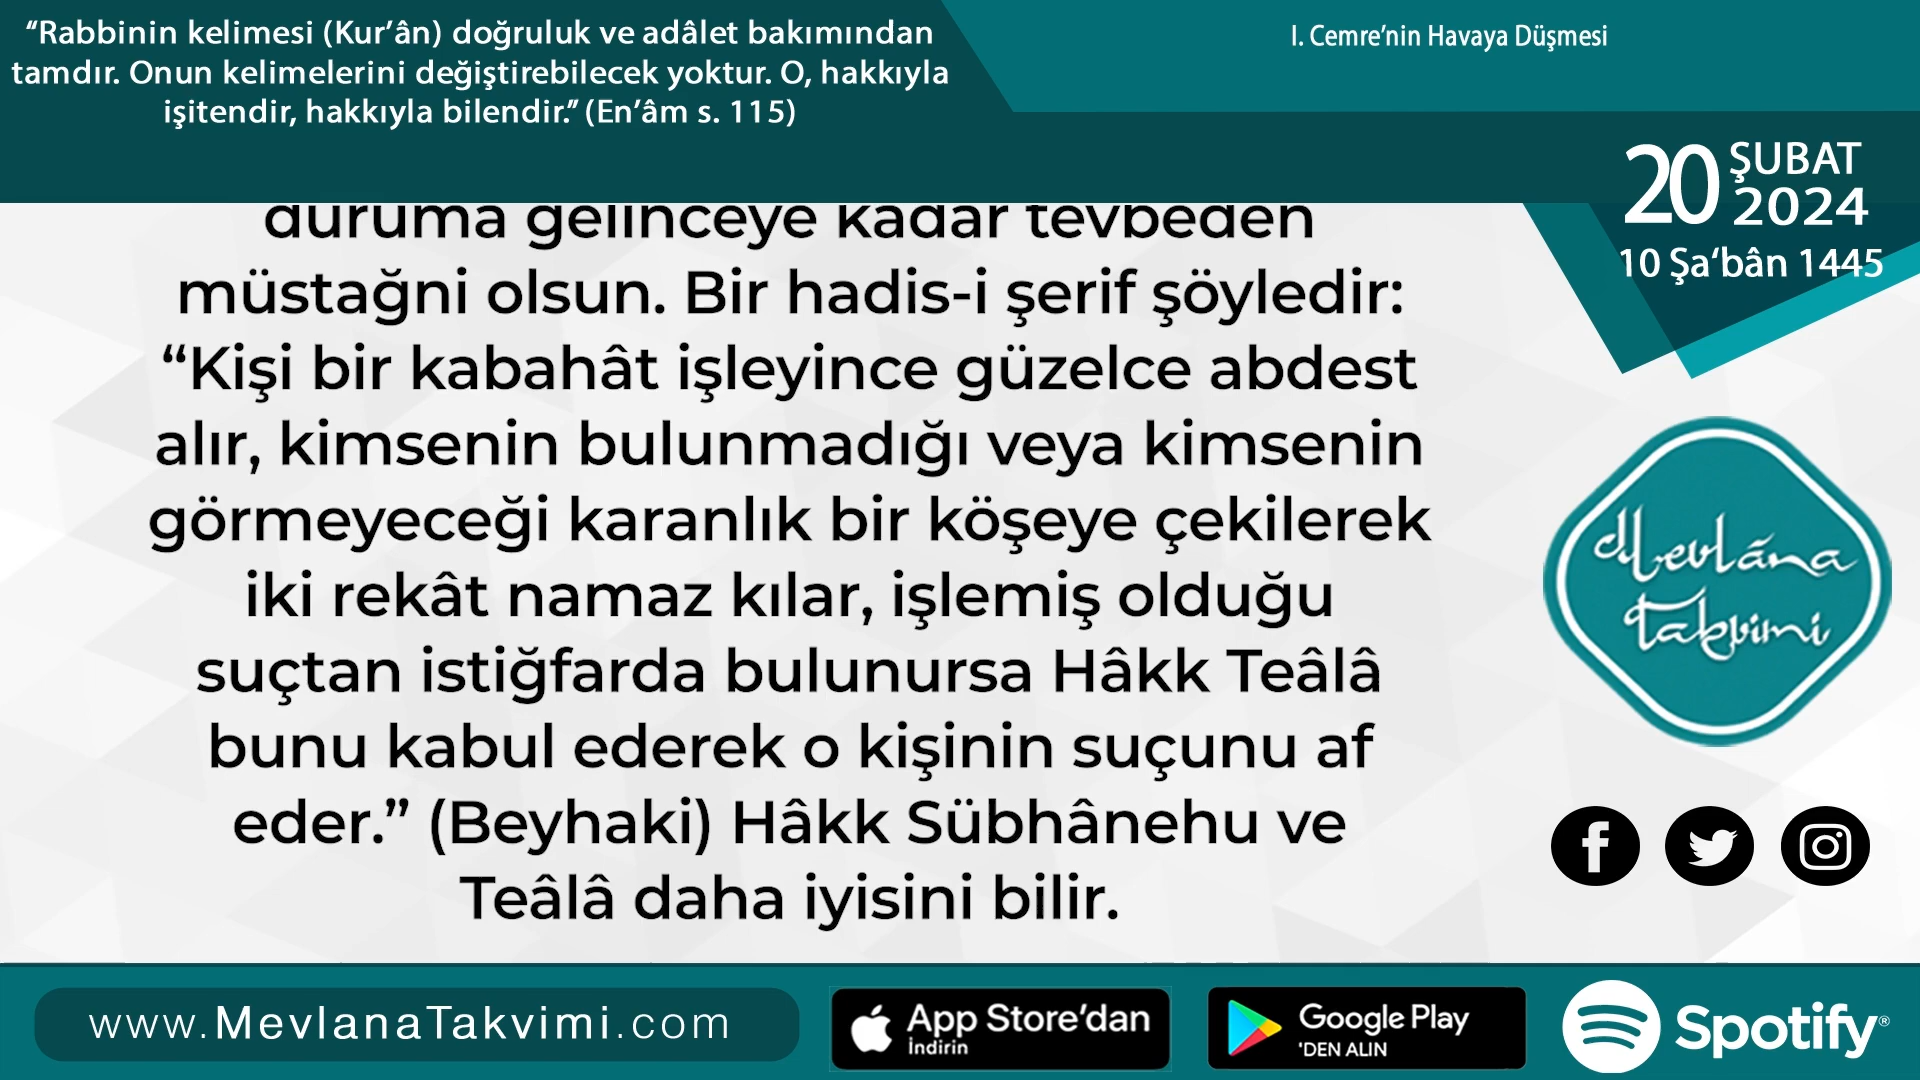 “Rabbinin kelimesi (Kur’ân) doğruluk ve adâlet bakımından
tamdır. Onun kelimelerini değiştirebilecek yoktur. O, hakkıyla
işitendir, hakkıyla bilendir.” (En’âm s. 115)
I. Cemre’nin Havaya Düşmesi
20 ŞUBAT
2024
10 Şa‘bân 1445
duruma gelinceye kadar tevbeden
müstağni olsun. Bir hadis-i şerif şöyledir:
“Kişi bir kabahât işleyince güzelce abdest
alır, kimsenin bulunmadığı veya kimsenin
görmeyeceği karanlık bir köşeye çekilerek
iki rekât namaz kılar, işlemiş olduğu
suçtan istiğfarda bulunursa Hâkk Teâlâ
bunu kabul ederek o kişinin suçunu af
eder.” (Beyhaki) Hâkk Sübhânehu ve
Teâlâ daha iyisini bilir.
Mevlâna
Takvimi
www.MevlanaTakvimi.com
App Store’dan
İndirin
Google Play
'DEN ALIN
Spotify®